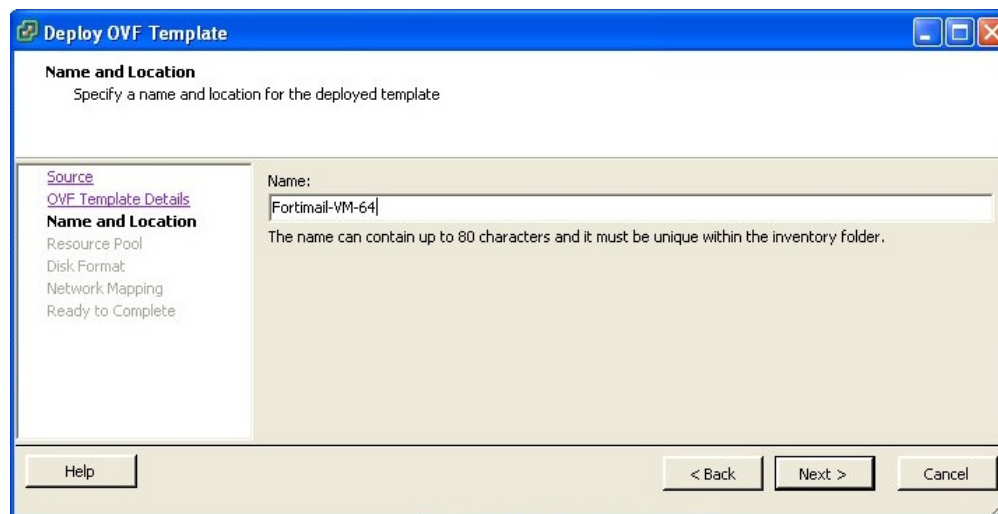 Deploy OVF Template
Name and Location
Specify a name and location for the deployed template
Source
OVF Template Details
Name and Location
Resource Pool
Disk Format
Network Mapping
Ready to Complete
Name:
Fortimail-VM-64
The name can contain up to 80 characters and it must be unique within the inventory folder.
Help
< Back
Next >
Cancel